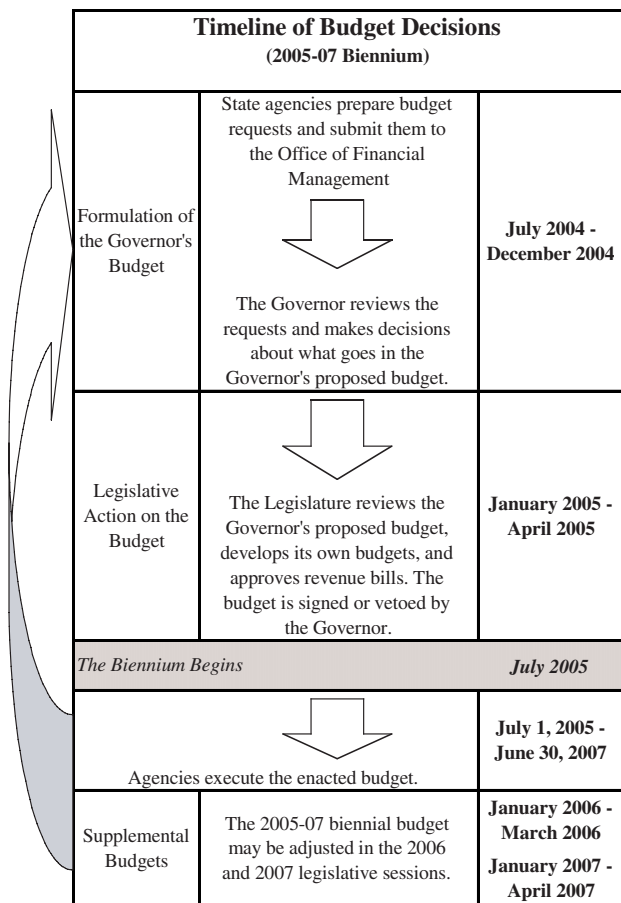 Timeline of Budget Decisions
(2005-07 Biennium)
Formulation of
the Governor's
Budget
State agencies prepare budget
requests and submit them to
the Office of Financial
Management
The Governor reviews the
requests and makes decisions
about what goes in the
Governor's proposed budget.
July 2004 -
December 2004
Legislative
Action on the
Budget
The Legislature reviews the
Governor's proposed budget,
develops its own budgets, and
approves revenue bills. The
budget is signed or vetoed by
the Governor.
January 2005 -
April 2005
The Biennium Begins
July 2005
Agencies execute the enacted budget.
July 1, 2005 -
June 30, 2007
Supplemental
Budgets
The 2005-07 biennial budget
may be adjusted in the 2006
and 2007 legislative sessions.
January 2006 -
March 2006
January 2007 -
April 2007